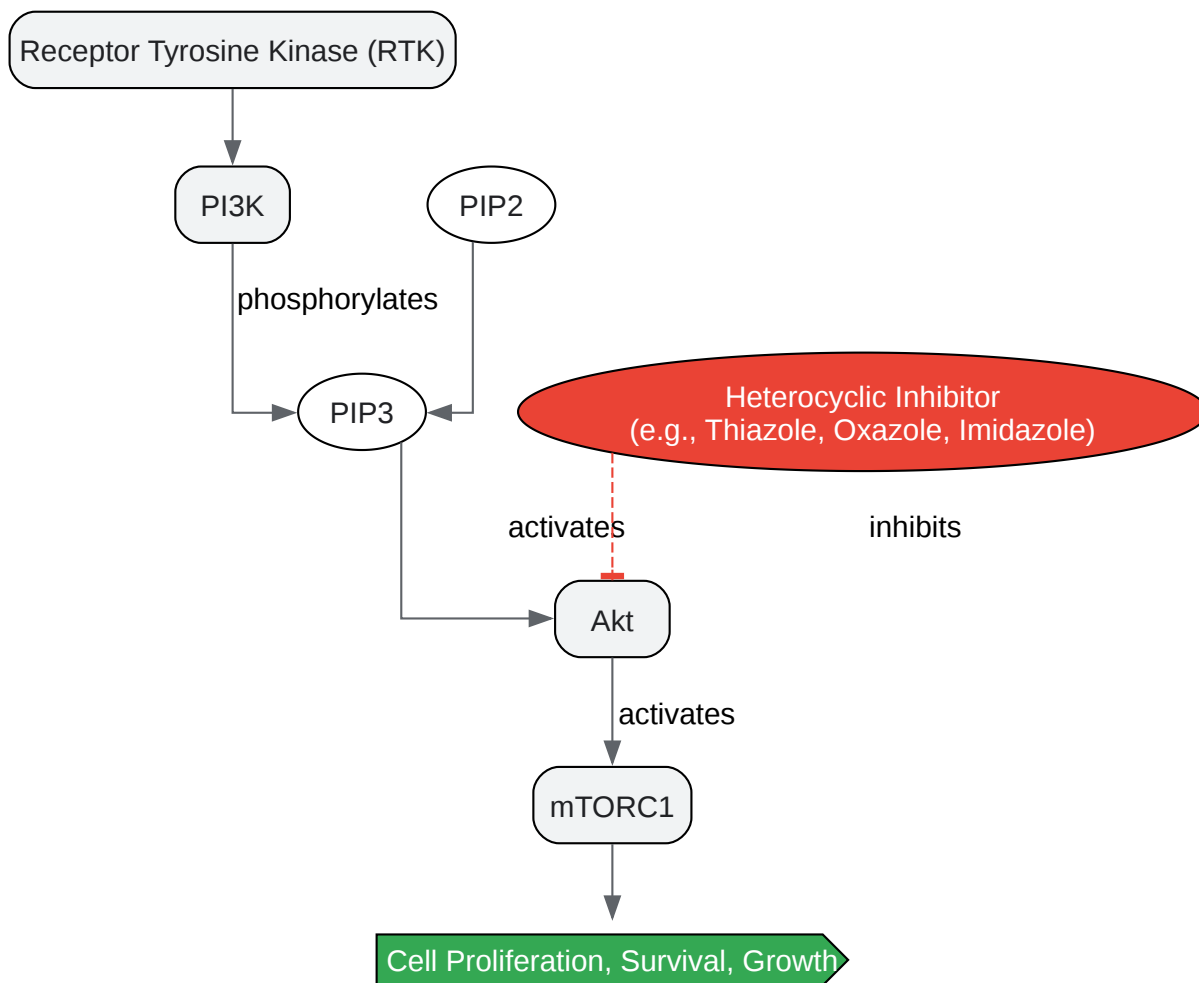 Receptor Tyrosine Kinase (RTK)
PI3K
PIP2
phosphorylates
PIP3
Heterocyclic Inhibitor
(e.g., Thiazole, Oxazole, Imidazole)
activates
inhibits
Akt
activates
mTORC1
Cell Proliferation, Survival, Growth